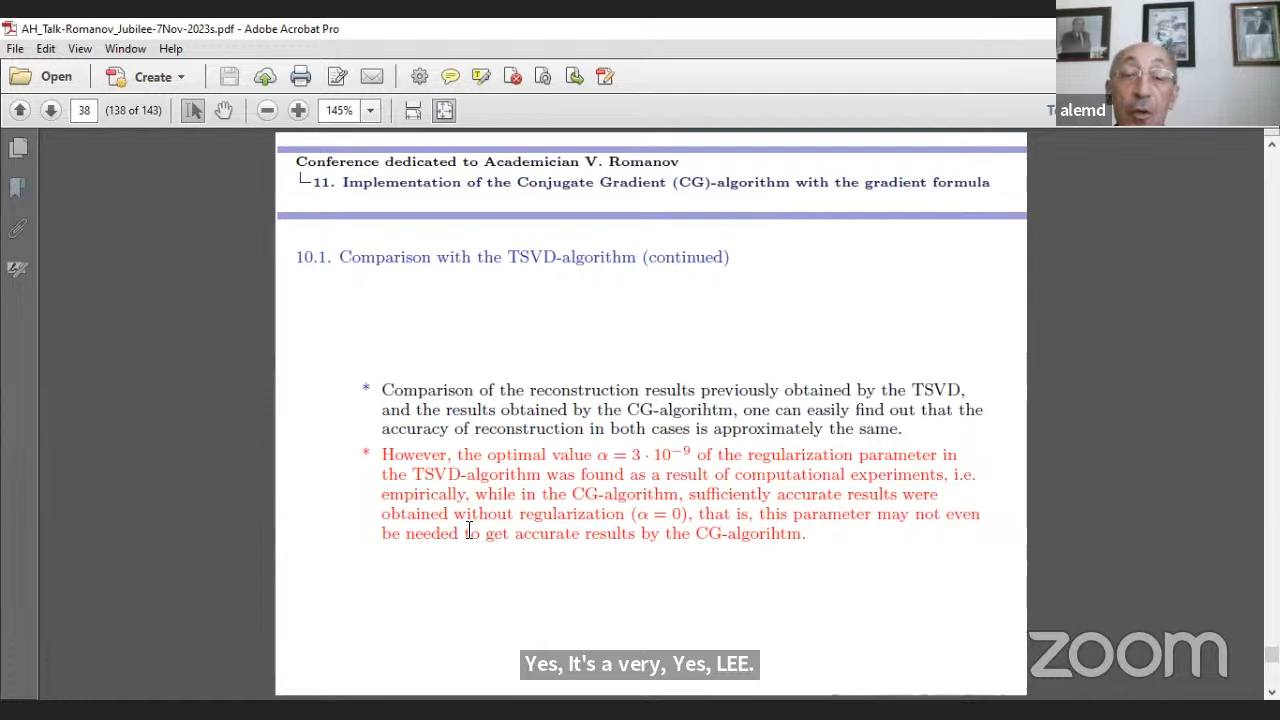 AH_Talk-Romanov_Jubilee-7Nov-2023s.pdf - Adobe Acrobat Pro
File Edit View Window Help
Open Create
38 (138 of 143) 145%
alemd
Conference dedicated to Academician V. Romanov
11. Implementation of the Conjugate Gradient (CG)-algorithm with the gradient formula
10.1. Comparison with the TSVD-algorithm (continued)
* Comparison of the reconstruction results previously obtained by the TSVD,
and the results obtained by the CG-algorihtm, one can easily find out that the
accuracy of reconstruction in both cases is approximately the same.
* However, the optimal value α = 3 · 10⁻⁹ of the regularization parameter in
the TSVD-algorithm was found as a result of computational experiments, i.e.
empirically, while in the CG-algorithm, sufficiently accurate results were
obtained without regularization (α = 0), that is, this parameter may not even
be needed to get accurate results by the CG-algorihtm.
Yes, It's a very, Yes, LEE.
zoom